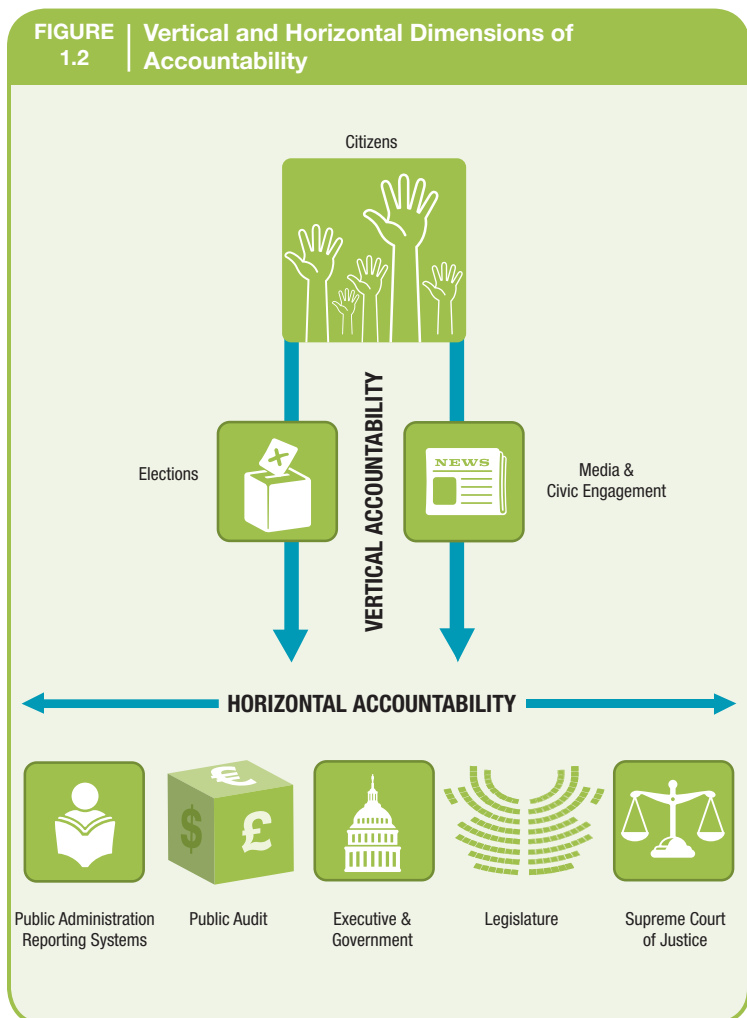 FIGURE
1.2
Vertical and Horizontal Dimensions of
Accountability
Citizens
Elections
VERTICAL ACCOUNTABILITY
NEWS
Media &
Civic Engagement
HORIZONTAL ACCOUNTABILITY
$
€
£
Public Administration
Reporting Systems
Public Audit
Executive &
Government
Legislature
Supreme Court
of Justice